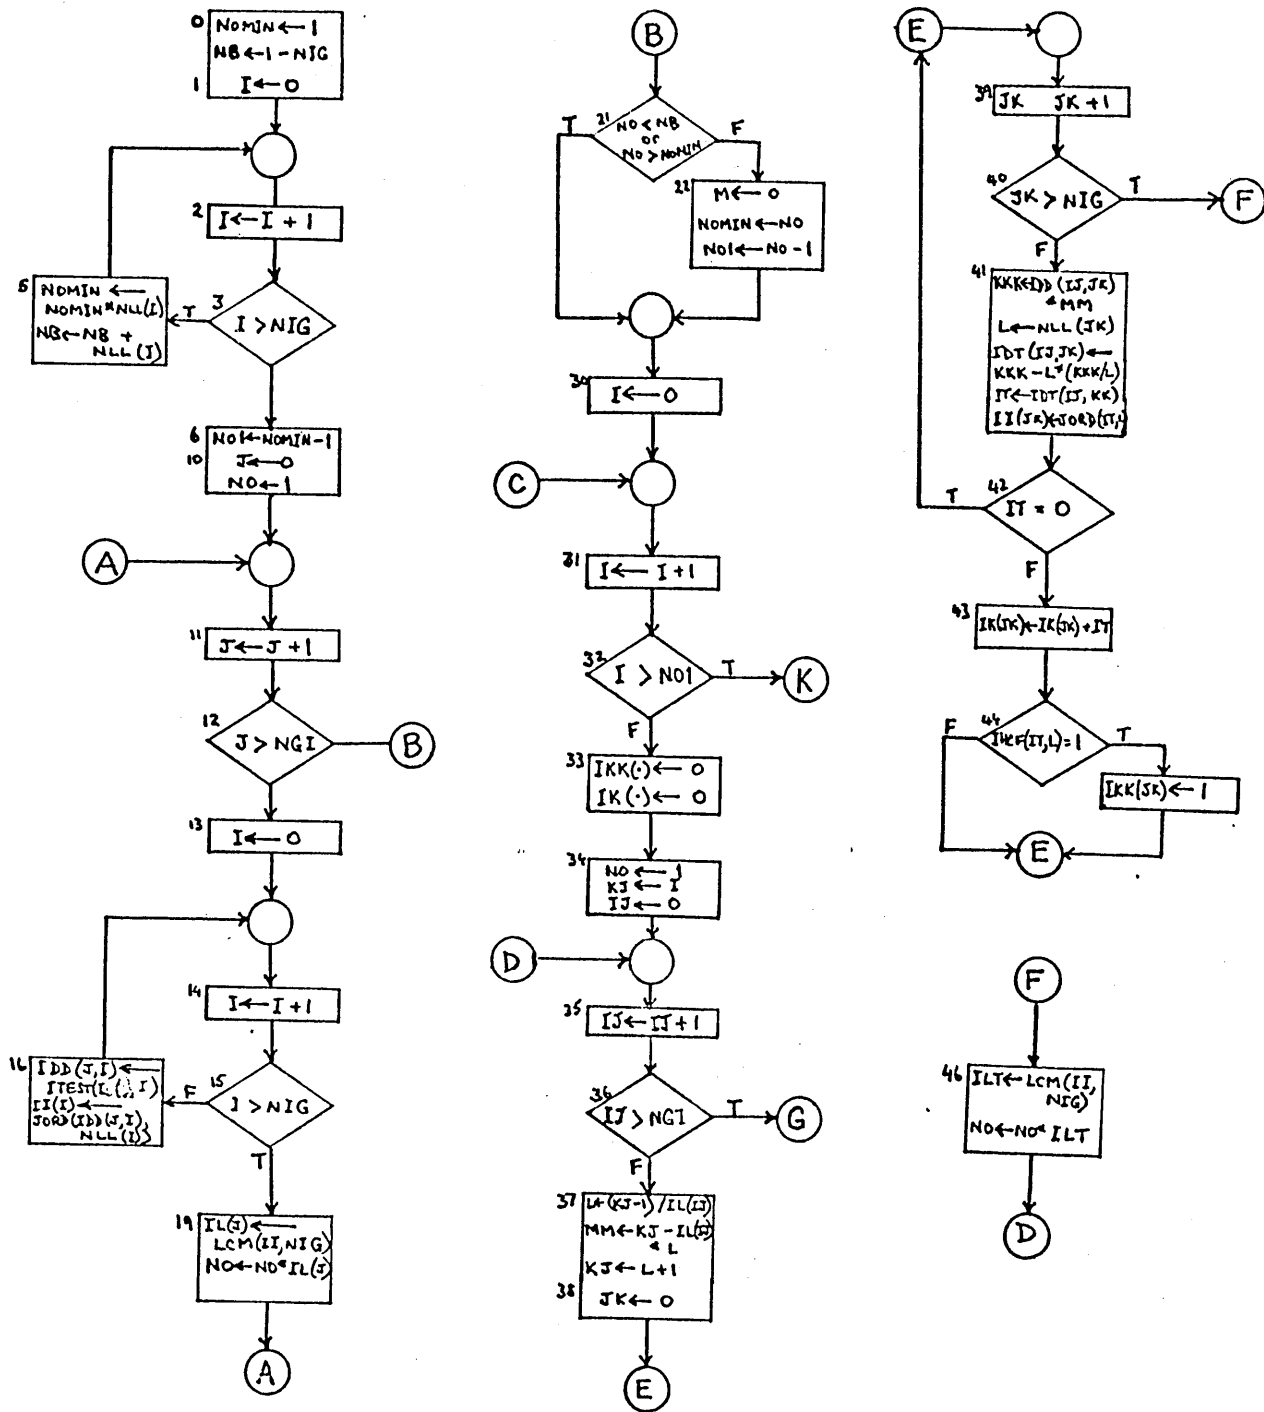 0 NOMIN ← 1
NB ← 1 - NIG
1 I ← 0
2 I ← I + 1
3 I > NIG
T
5 NOMIN ←
NOMIN * NLL(I)
NB ← NB +
NLL(I)
6 NO1 ← NOMIN - 1
10 J ← 0
NO ← 1
A
11 J ← J + 1
12 J > NGI
B
13 I ← 0
14 I ← I + 1
15 I > NIG
F
T
16 IDD(J,I) ←
ITEST(I, I)
II(I) ←
JORD(IDD(J,I),
NLL(I))
19 IL(J) ←
LCM(II, NIG)
NO ← NO * IL(J)
A
B
21 NO < NB
or
NO > NOMIN
T
F
22 M ← 0
NOMIN ← NO
NO1 ← NO - 1
30 I ← 0
C
31 I ← I + 1
32 I > NO1
T
K
F
33 IKK(·) ← 0
IK(·) ← 0
34 NO ← 1
KJ ← I
IJ ← 0
D
35 IJ ← IJ + 1
36 IJ > NGI
T
G
F
37 L ← (KJ-1) / IL(IJ)
MM ← KJ - IL(IJ)
* L
KJ ← L + 1
38 JK ← 0
E
E
39 JK JK + 1
40 JK > NIG
T
F
F
41 KKK ← IDD(IJ, JK)
* MM
L ← NLL(JK)
IDT(IJ, JK) ←
KKK - L * (KKK/L)
IT ← IDT(IJ, KK)
II(JK) ← JORD(IT, L)
42 IT = 0
T
F
43 IK(JK) ← IK(JK) + IT
44 IHCF(IT, L) = 1
F
T
IKK(JK) ← 1
E
F
46 ILT ← LCM(II,
NIG)
NO ← NO * ILT
D